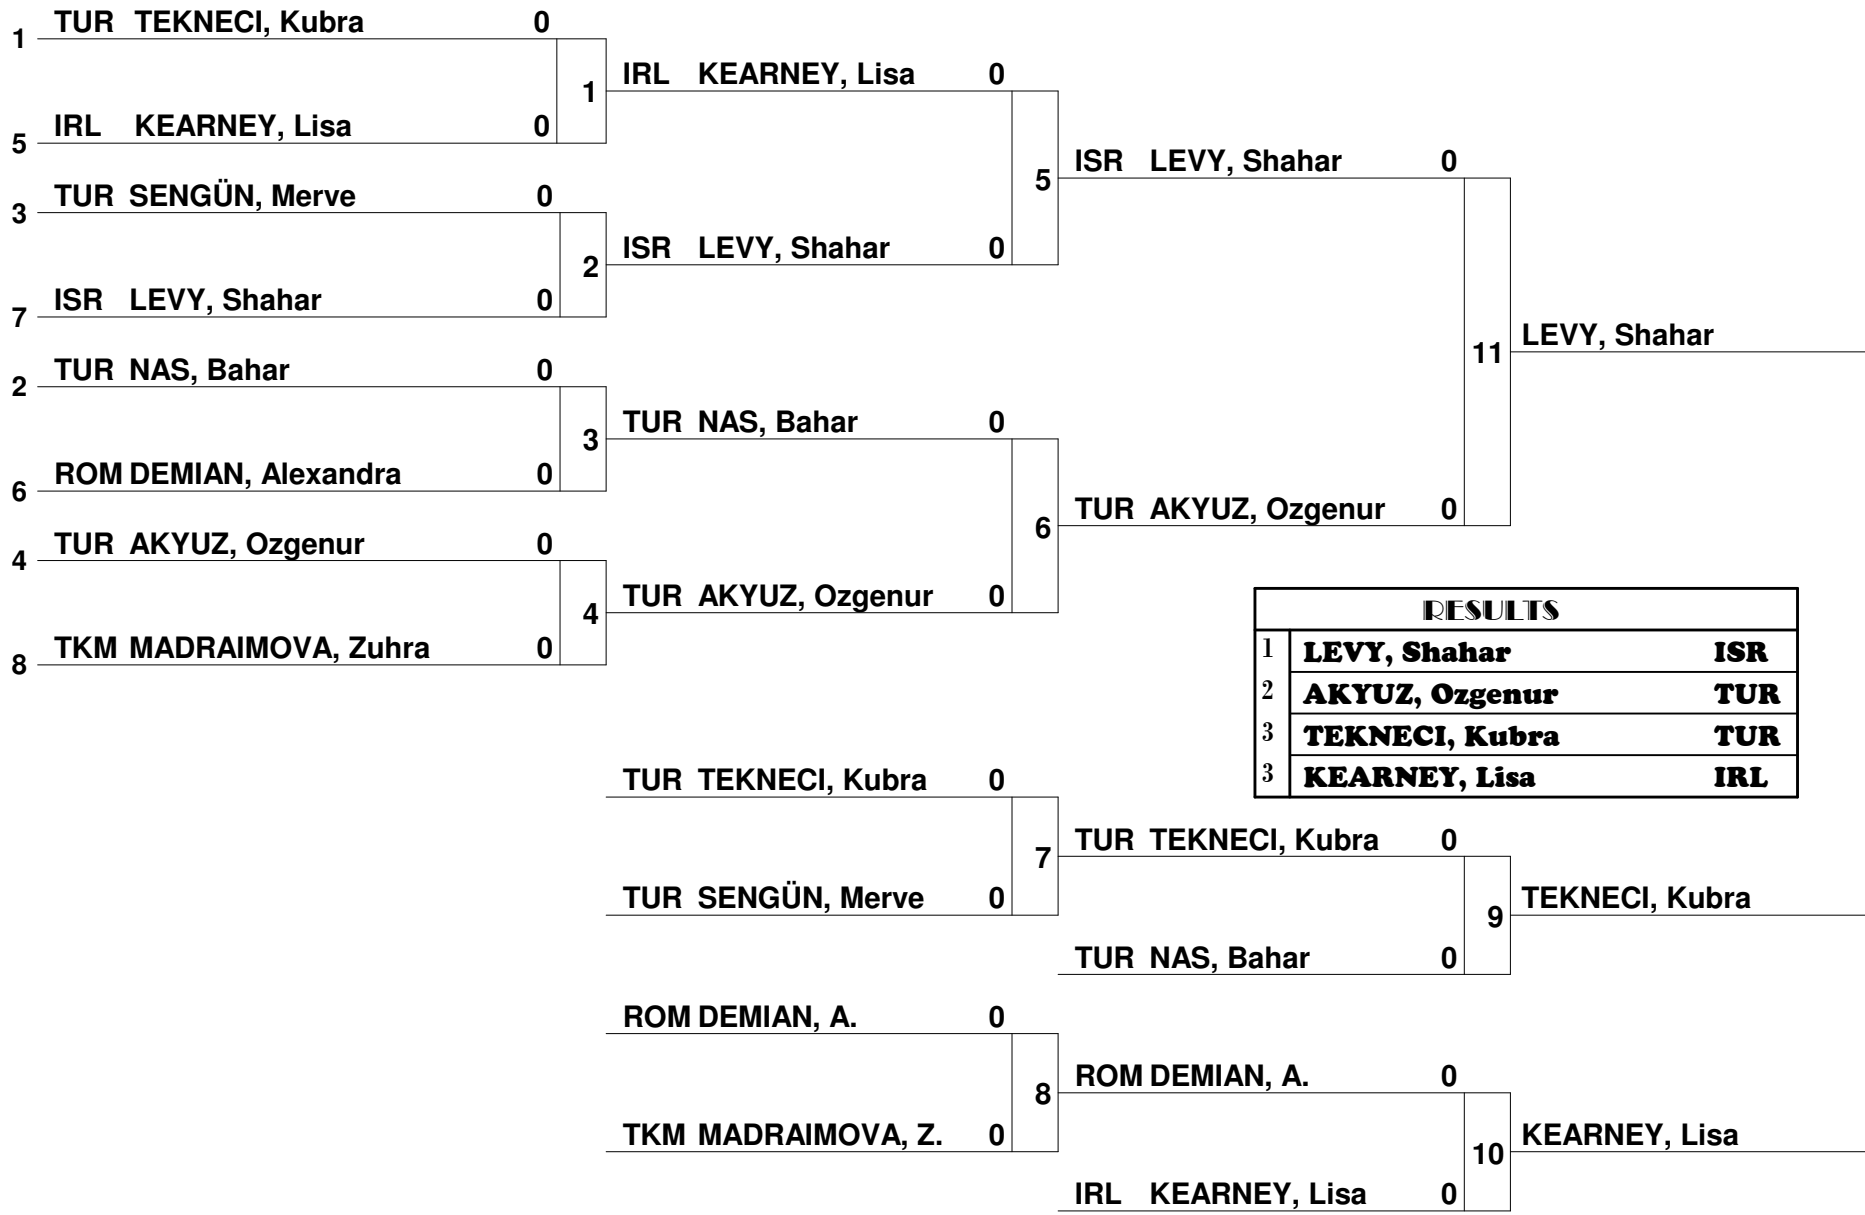 TUR TEKNECI, Kubra 0
1
IRL KEARNEY, Lisa 0
5
1
TUR SENGÜN, Merve 0
3
ISR LEVY, Shahar 0
7
2
TUR NAS, Bahar 0
2
ROM DEMIAN, Alexandra 0
6
3
TUR AKYUZ, Ozgenur 0
4
TKM MADRAIMOVA, Zuhra 0
8
4
IRL KEARNEY, Lisa 0
ISR LEVY, Shahar 0
5
TUR NAS, Bahar 0
TUR AKYUZ, Ozgenur 0
6
ISR LEVY, Shahar 0
TUR AKYUZ, Ozgenur 0
11
LEVY, Shahar
RESULTS
1 LEVY, Shahar ISR
2 AKYUZ, Ozgenur TUR
3 TEKNECI, Kubra TUR
3 KEARNEY, Lisa IRL
TUR TEKNECI, Kubra 0
TUR SENGÜN, Merve 0
7
TUR TEKNECI, Kubra 0
TUR NAS, Bahar 0
9
TEKNECI, Kubra
ROM DEMIAN, A. 0
TKM MADRAIMOVA, Z. 0
8
ROM DEMIAN, A. 0
IRL KEARNEY, Lisa 0
10
KEARNEY, Lisa